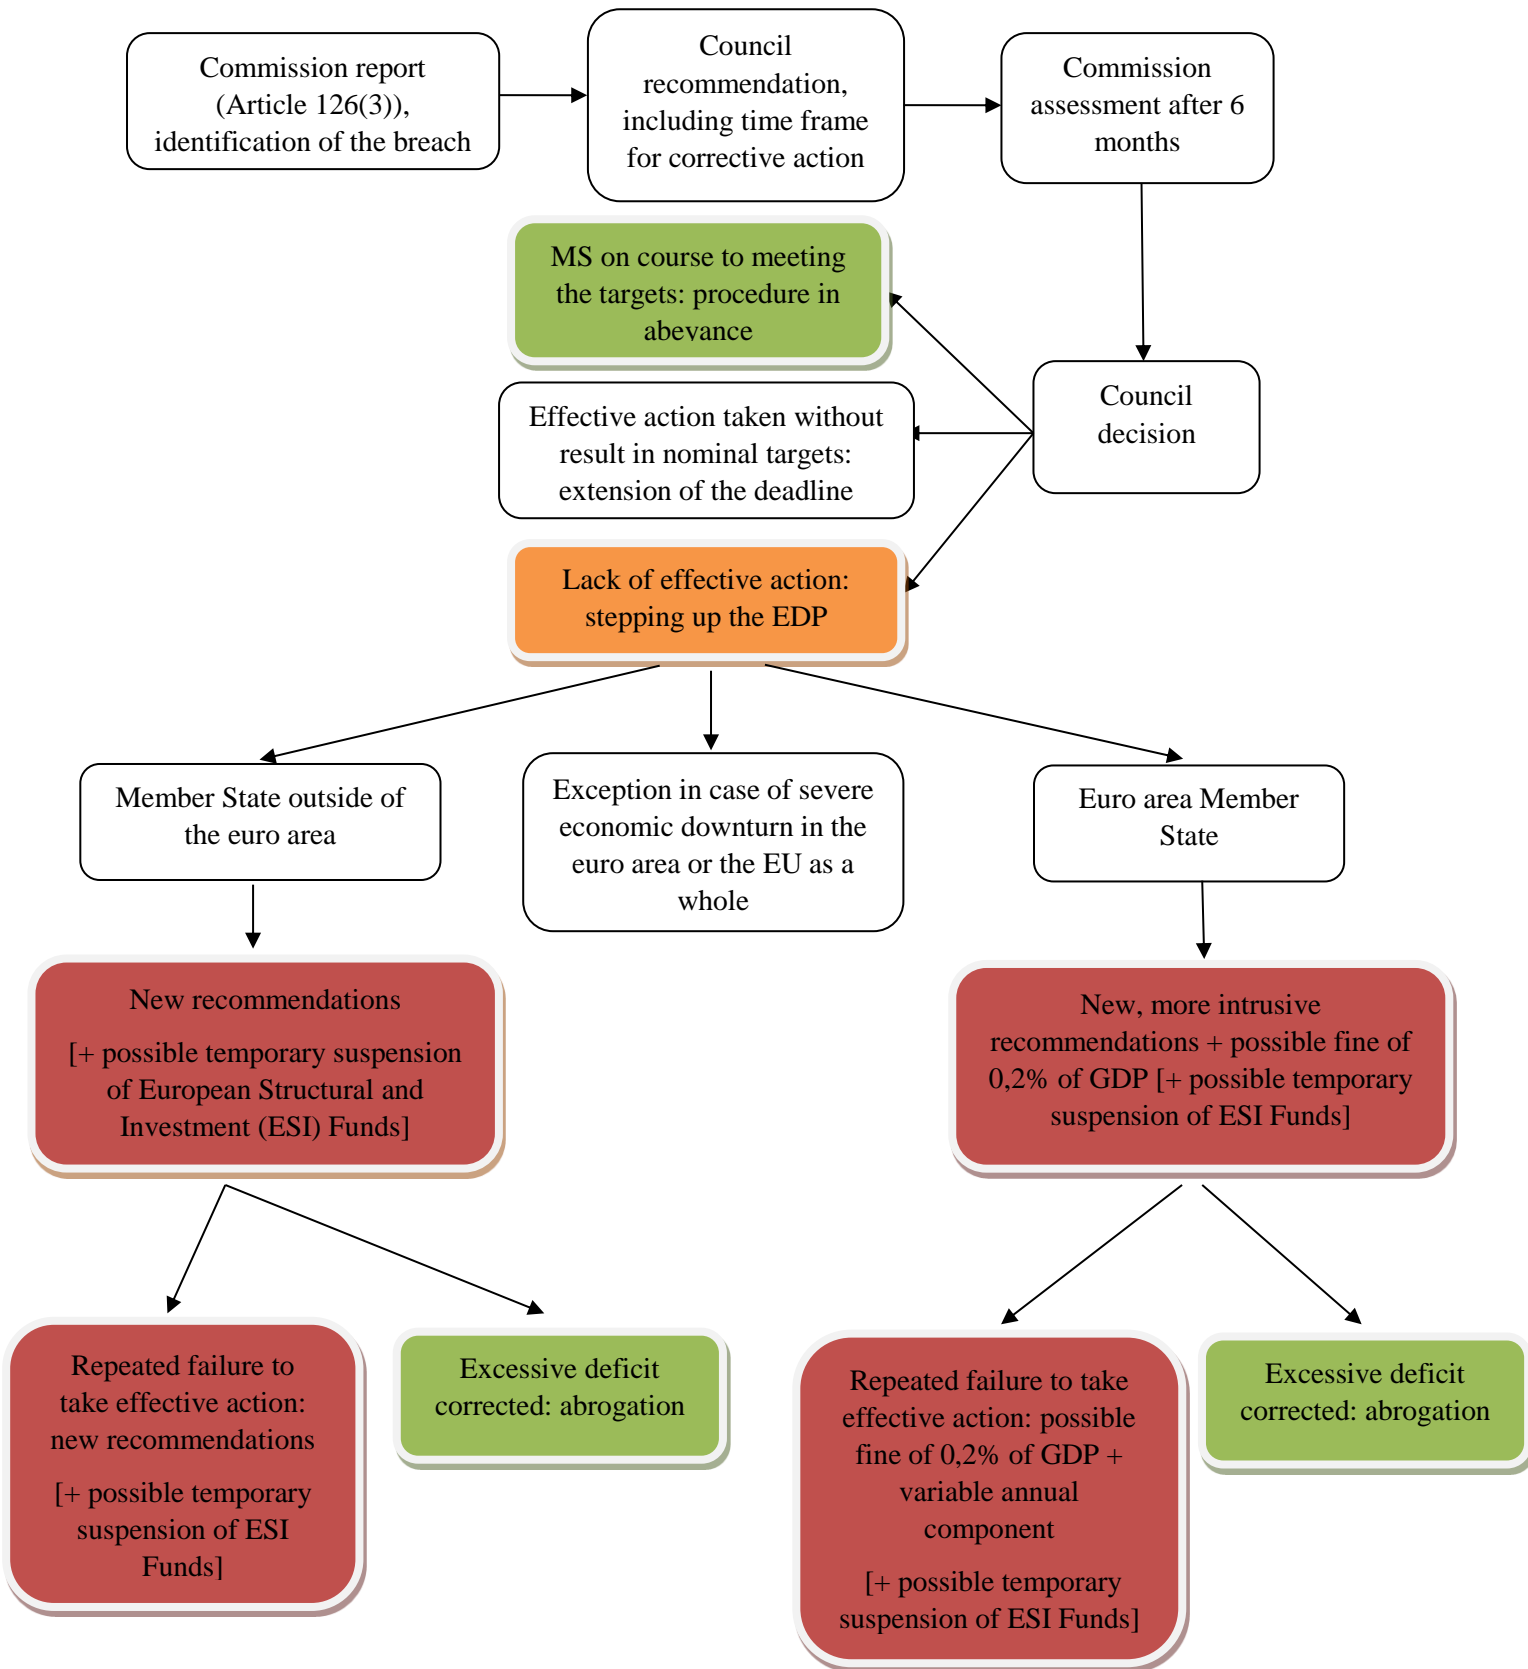 Commission report
(Article 126(3)),
identification of the breach
Council
recommendation,
including time frame
for corrective action
Commission
assessment after 6
months
MS on course to meeting
the targets: procedure in
abeyance
Council
decision
Effective action taken without
result in nominal targets:
extension of the deadline
Lack of effective action:
stepping up the EDP
Member State outside of
the euro area
Exception in case of severe
economic downturn in the
euro area or the EU as a
whole
Euro area Member
State
New recommendations
[+ possible temporary suspension
of European Structural and
Investment (ESI) Funds]
New, more intrusive
recommendations + possible fine of
0,2% of GDP [+ possible temporary
suspension of ESI Funds]
Repeated failure to
take effective action:
new recommendations
[+ possible temporary
suspension of ESI
Funds]
Excessive deficit
corrected: abrogation
Repeated failure to take
effective action: possible
fine of 0,2% of GDP +
variable annual
component
[+ possible temporary
suspension of ESI Funds]
Excessive deficit
corrected: abrogation